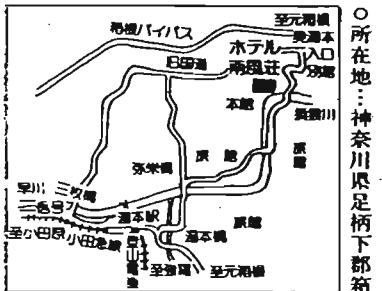 ○所在地…神奈川県足柄下郡箱
至元箱根
箱根バイパス
奥湯本
入口
ホテル
南風荘
別館
旧国道
本館
須雲川
旅館
旅館
弥栄橋
早川
三枚橋
三号
湯本駅
旅館
湯本橋
至小田原
小田急線
登山電車
至強羅
至元箱根